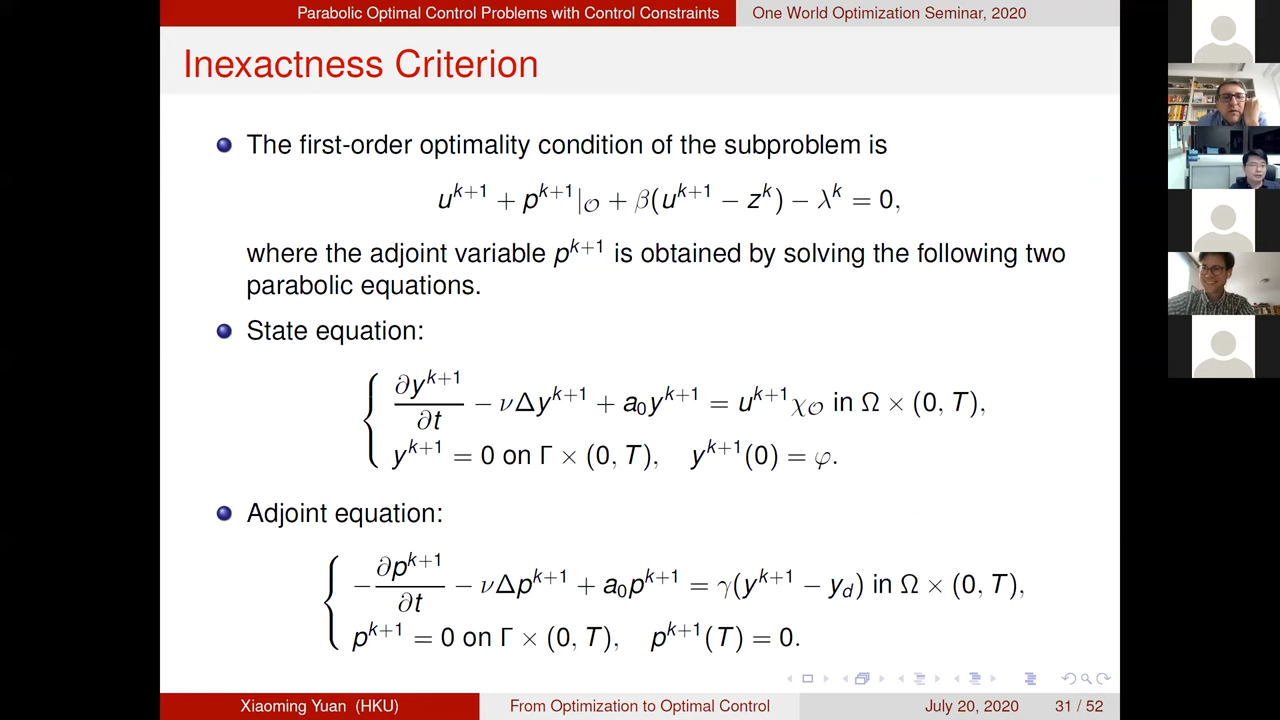 Parabolic Optimal Control Problems with Control Constraints One World Optimization Seminar, 2020
Inexactness Criterion
The first-order optimality condition of the subproblem is
u^{k+1} + p^{k+1}|_𝒪 + β(u^{k+1} − z^k) − λ^k = 0,
where the adjoint variable p^{k+1} is obtained by solving the following two
parabolic equations.
State equation:
∂y^{k+1}/∂t − νΔy^{k+1} + a_0y^{k+1} = u^{k+1}χ_𝒪 in Ω × (0, T),
y^{k+1} = 0 on Γ × (0, T), y^{k+1}(0) = φ.
Adjoint equation:
−∂p^{k+1}/∂t − νΔp^{k+1} + a_0p^{k+1} = γ(y^{k+1} − y_d) in Ω × (0, T),
p^{k+1} = 0 on Γ × (0, T), p^{k+1}(T) = 0.
Xiaoming Yuan (HKU) From Optimization to Optimal Control July 20, 2020 31 / 52